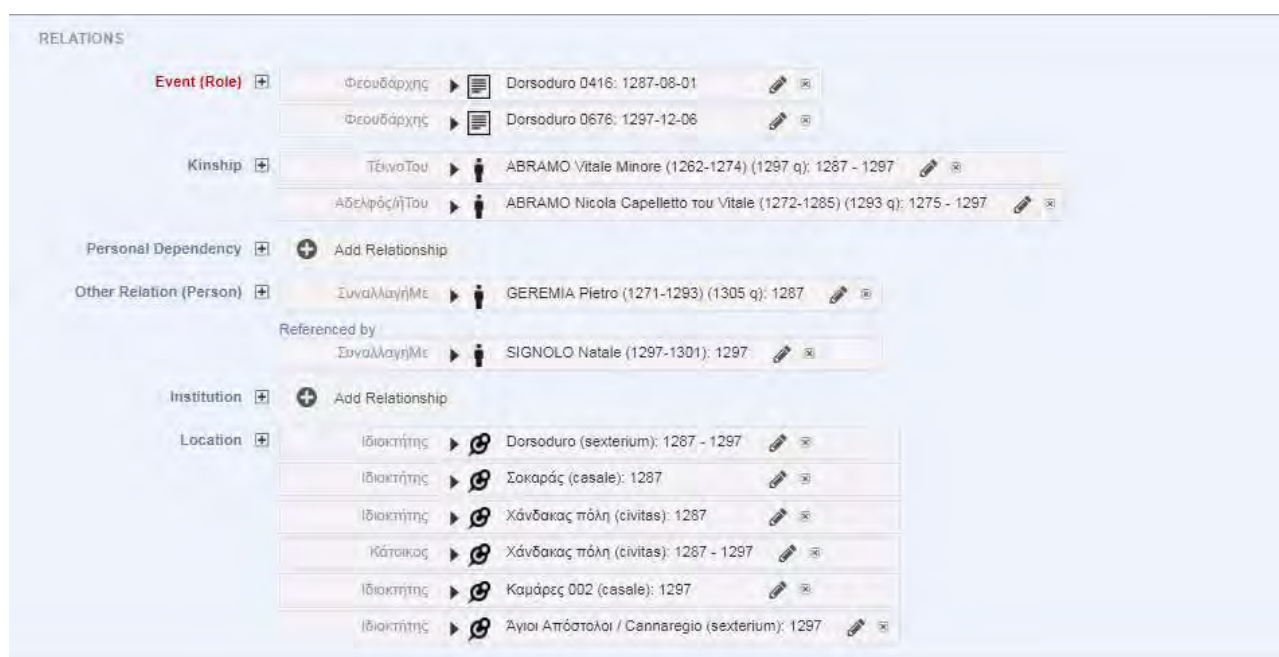 RELATIONS
Event (Role) Φεουδάρχης Dorsoduro 0416: 1287-08-01
Φεουδάρχης Dorsoduro 0676: 1297-12-06
Kinship ΤέκνοΤου ABRAMO Vitale Minore (1262-1274) (1297 q): 1287 - 1297
Αδελφός/ήΤου ABRAMO Nicola Capelletto του Vitale (1272-1285) (1293 q): 1275 - 1297
Personal Dependency Add Relationship
Other Relation (Person) ΣυναλλαγήΜε GEREMIA Pietro (1271-1293) (1305 q): 1287
Referenced by
ΣυναλλαγήΜε SIGNOLO Natale (1297-1301): 1297
Institution Add Relationship
Location Ιδιοκτήτης Dorsoduro (sexterium): 1287 - 1297
Ιδιοκτήτης Σοκαράς (casale): 1287
Ιδιοκτήτης Χάνδακας πόλη (civitas): 1287
Κάτοικος Χάνδακας πόλη (civitas): 1287 - 1297
Ιδιοκτήτης Καμάρες 002 (casale): 1297
Ιδιοκτήτης Άγιοι Απόστολοι / Cannaregio (sexterium): 1297